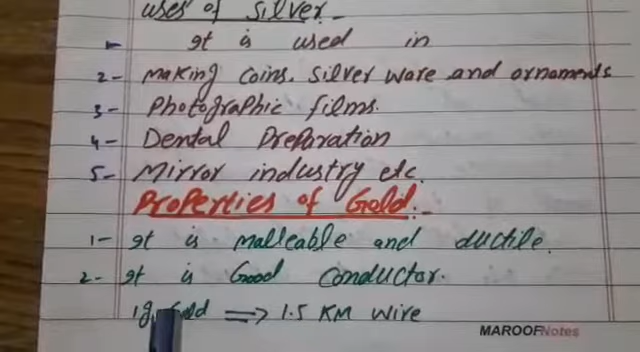 uses of silver.
1- It is used in
2- Making coins, silver ware and ornaments
3- Photographic films.
4- Dental Preparation
5- Mirror industry etc.
Properties of Gold:-
1- It is malleable and ductile.
2- It is Good conductor.
1g Gold => 1.5 KM wire
MAROOFNotes